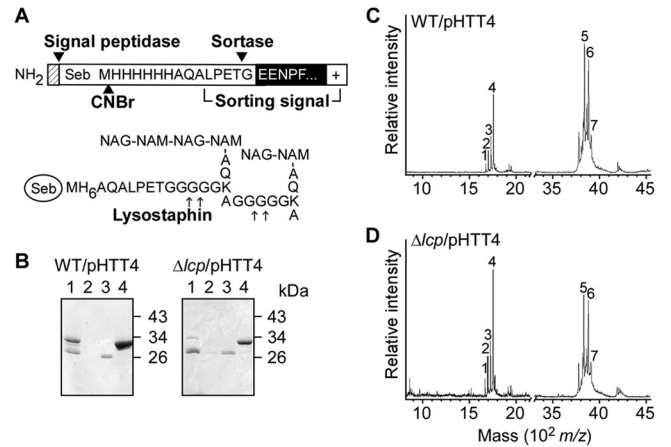 A
Signal peptidase
Sortase
NH2
Seb MHHHHHHAQALPETG EENPF... +
CNBr
Sorting signal
NAG-NAM-NAG-NAM
NAG-NAM
A
Q
Seb MH6AQALPETGGGGGK
A
Q
AGGGGGK
A
Lysostaphin
B
WT/pHTT4
Δlcp/pHTT4
1 2 3 4
1 2 3 4
kDa
43
34
26
43
34
26
C
WT/pHTT4
Relative intensity
1
2
3
4
5
6
7
10 15 20 35 40 45
D
Δlcp/pHTT4
Relative intensity
1
2
3
4
5
6
7
10 15 20 35 40 45
Mass (10² m/z)